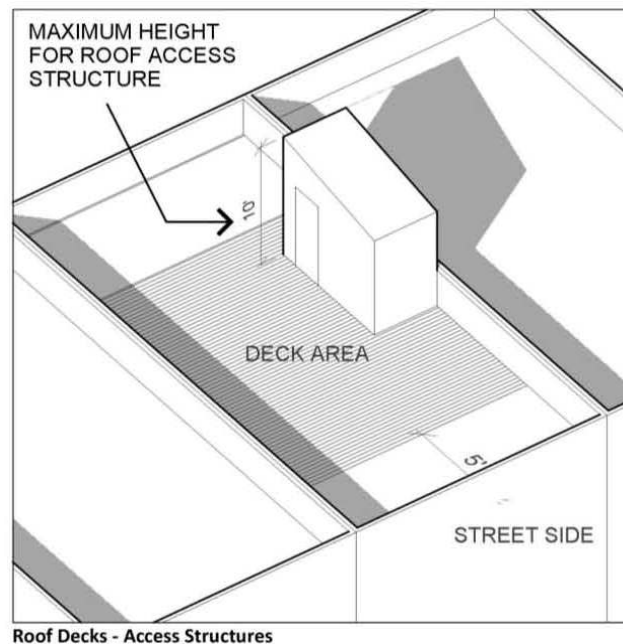 MAXIMUM HEIGHT
FOR ROOF ACCESS
STRUCTURE
10'
DECK AREA
5'
STREET SIDE
Roof Decks - Access Structures